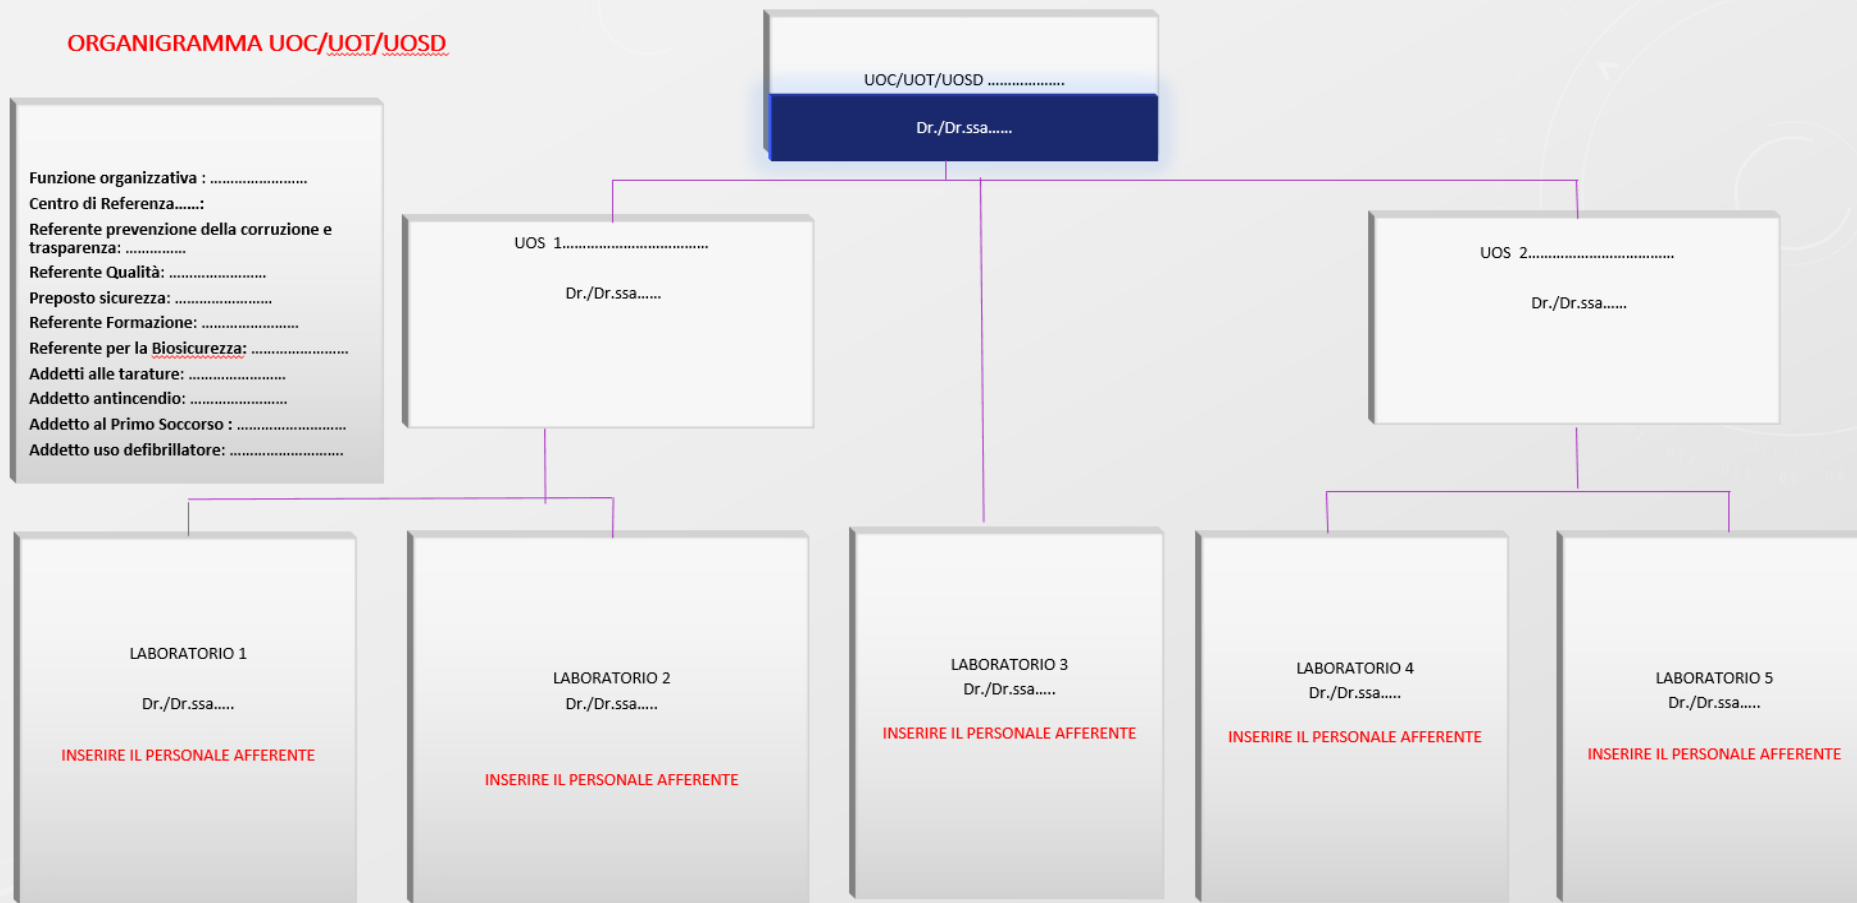 ORGANIGRAMMA UOC/UOT/UOSD
UOC/UOT/UOSD ...................
Dr./Dr.ssa......
Funzione organizzativa : ........................
Centro di Referenza......:
Referente prevenzione della corruzione e
trasparenza: ...............
Referente Qualità: ........................
Preposto sicurezza: ........................
Referente Formazione: ........................
Referente per la Biosicurezza: ........................
Addetti alle tarature: ........................
Addetto antincendio: ........................
Addetto al Primo Soccorso : ...........................
Addetto uso defibrillatore: ............................
UOS 1....................................
Dr./Dr.ssa......
UOS 2....................................
Dr./Dr.ssa......
LABORATORIO 1
Dr./Dr.ssa.....
INSERIRE IL PERSONALE AFFERENTE
LABORATORIO 2
Dr./Dr.ssa.....
INSERIRE IL PERSONALE AFFERENTE
LABORATORIO 3
Dr./Dr.ssa.....
INSERIRE IL PERSONALE AFFERENTE
LABORATORIO 4
Dr./Dr.ssa.....
INSERIRE IL PERSONALE AFFERENTE
LABORATORIO 5
Dr./Dr.ssa.....
INSERIRE IL PERSONALE AFFERENTE